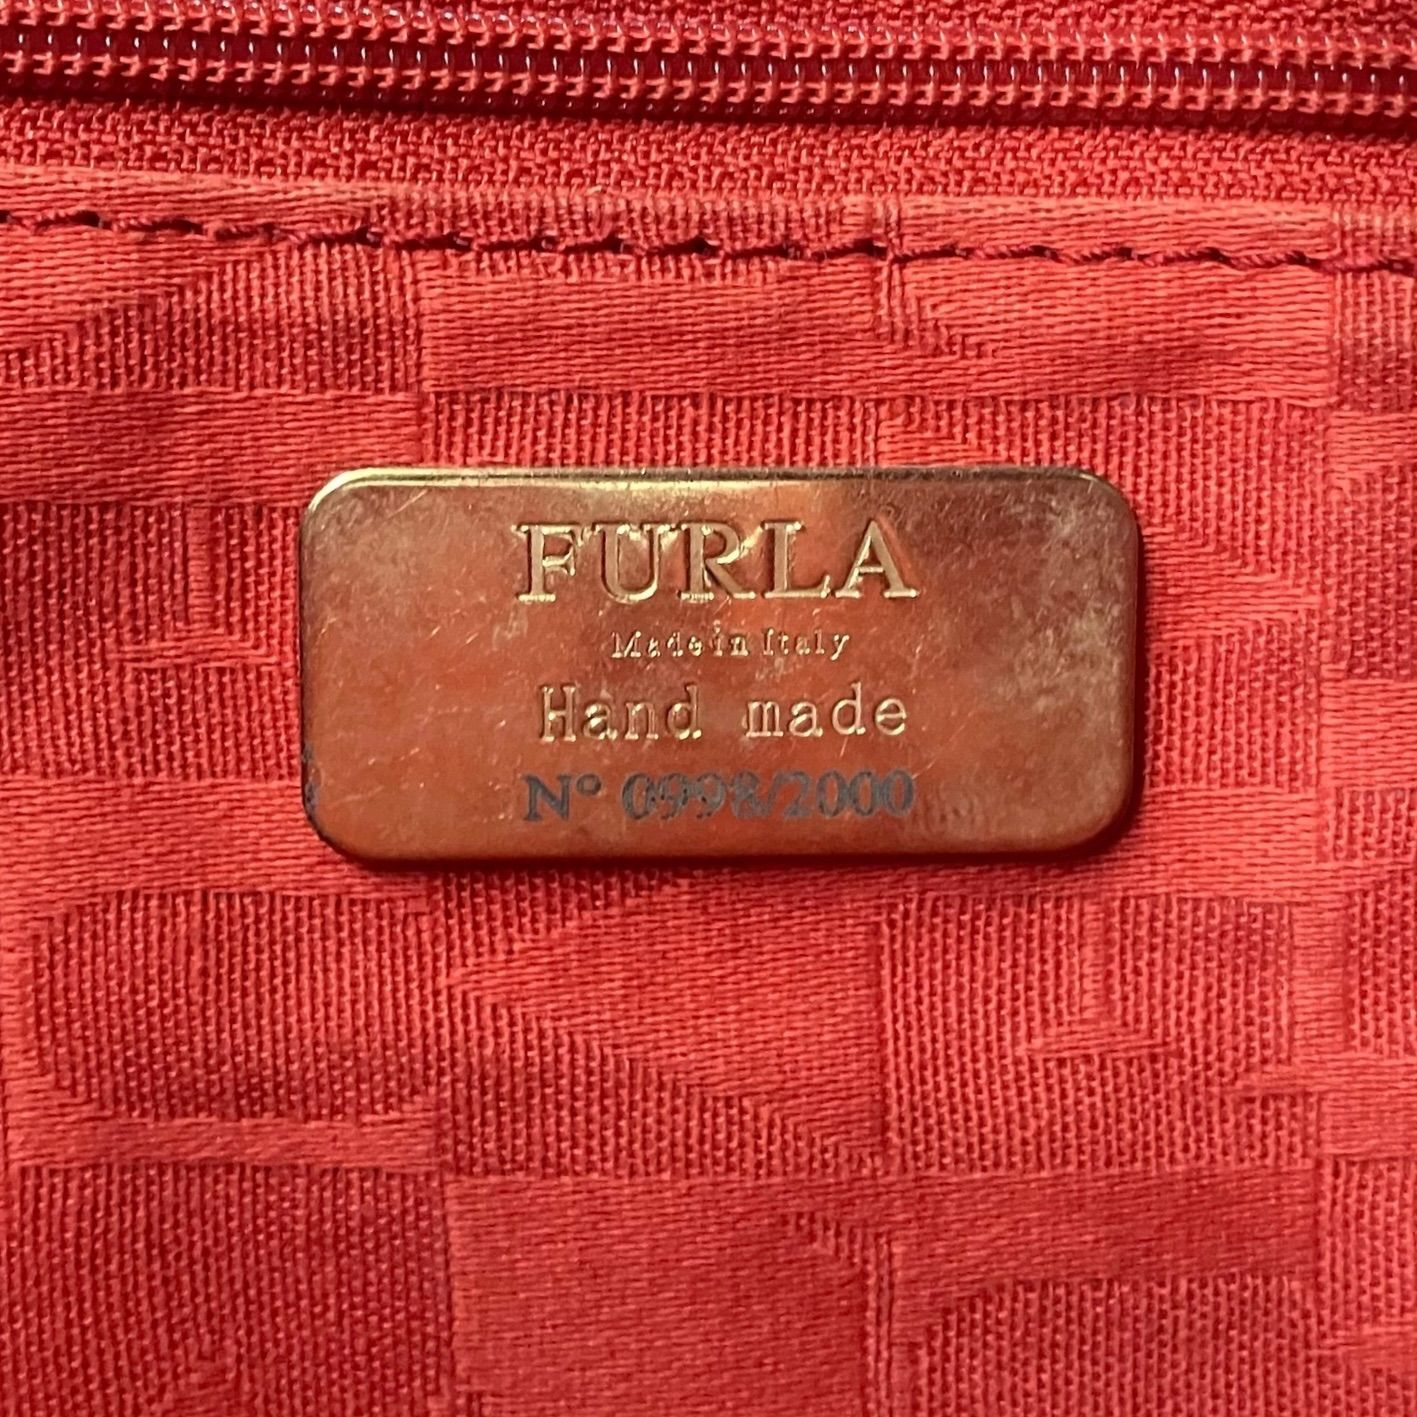 FURLA
Made in Italy
Hand made
N° 0998/2000